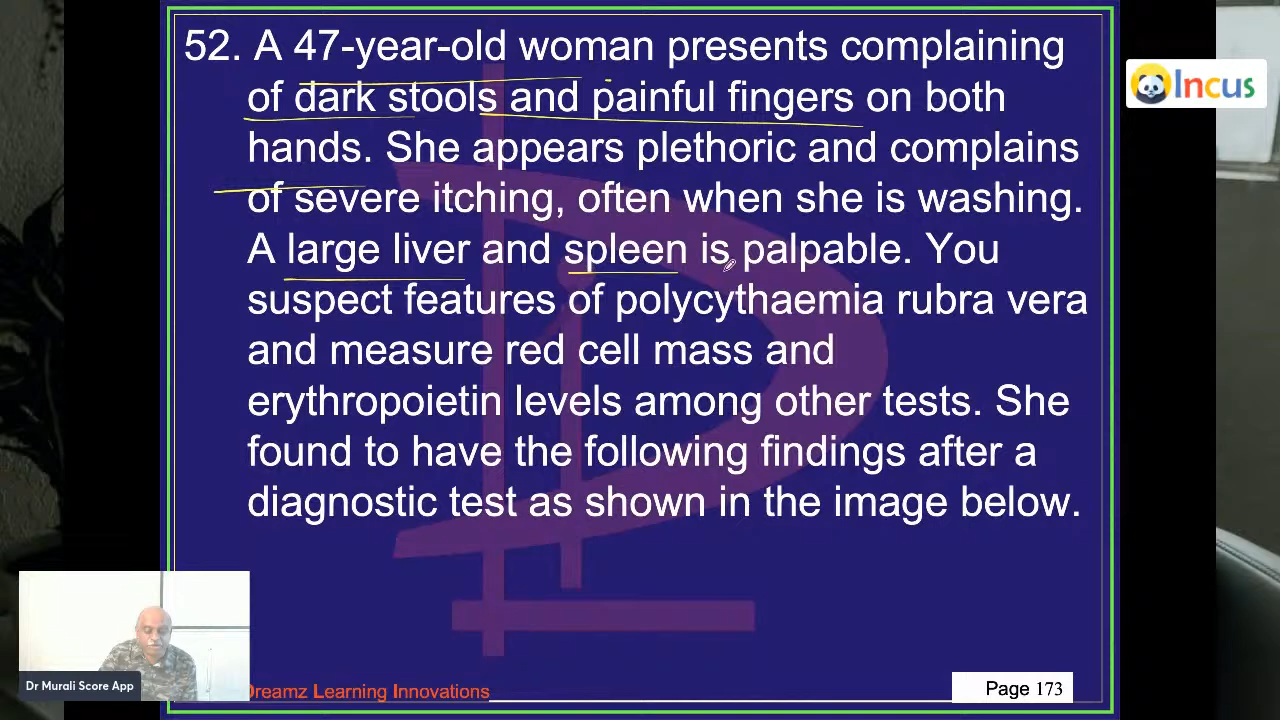 52. A 47-year-old woman presents complaining
of dark stools and painful fingers on both
hands. She appears plethoric and complains
of severe itching, often when she is washing.
A large liver and spleen is palpable. You
suspect features of polycythaemia rubra vera
and measure red cell mass and
erythropoietin levels among other tests. She
found to have the following findings after a
diagnostic test as shown in the image below.
Incus
Dr Murali Score App
Dreamz Learning Innovations
Page 173